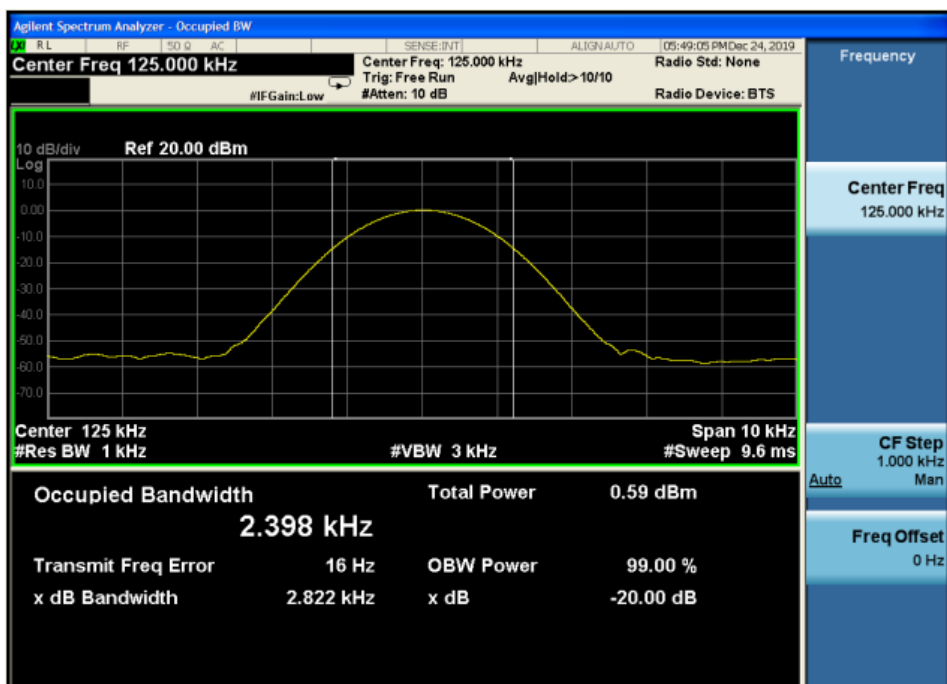 Agilent Spectrum Analyzer - Occupied BW
LXI RL RF 50 Ω AC SENSE:INT ALIGNAUTO 05:49:05 PM Dec 24, 2019
Center Freq 125.000 kHz
Center Freq: 125.000 kHz Radio Std: None
Trig: Free Run Avg|Hold:>10/10
#IFGain:Low #Atten: 10 dB Radio Device: BTS
10 dB/div Ref 20.00 dBm
Log
10.0
0.00
-10.0
-20.0
-30.0
-40.0
-50.0
-60.0
-70.0
Center 125 kHz Span 10 kHz
#Res BW 1 kHz #VBW 3 kHz #Sweep 9.6 ms
Occupied Bandwidth Total Power 0.59 dBm
2.398 kHz
Transmit Freq Error 16 Hz OBW Power 99.00 %
x dB Bandwidth 2.822 kHz x dB -20.00 dB
Frequency
Center Freq
125.000 kHz
CF Step
1.000 kHz
Auto Man
Freq Offset
0 Hz